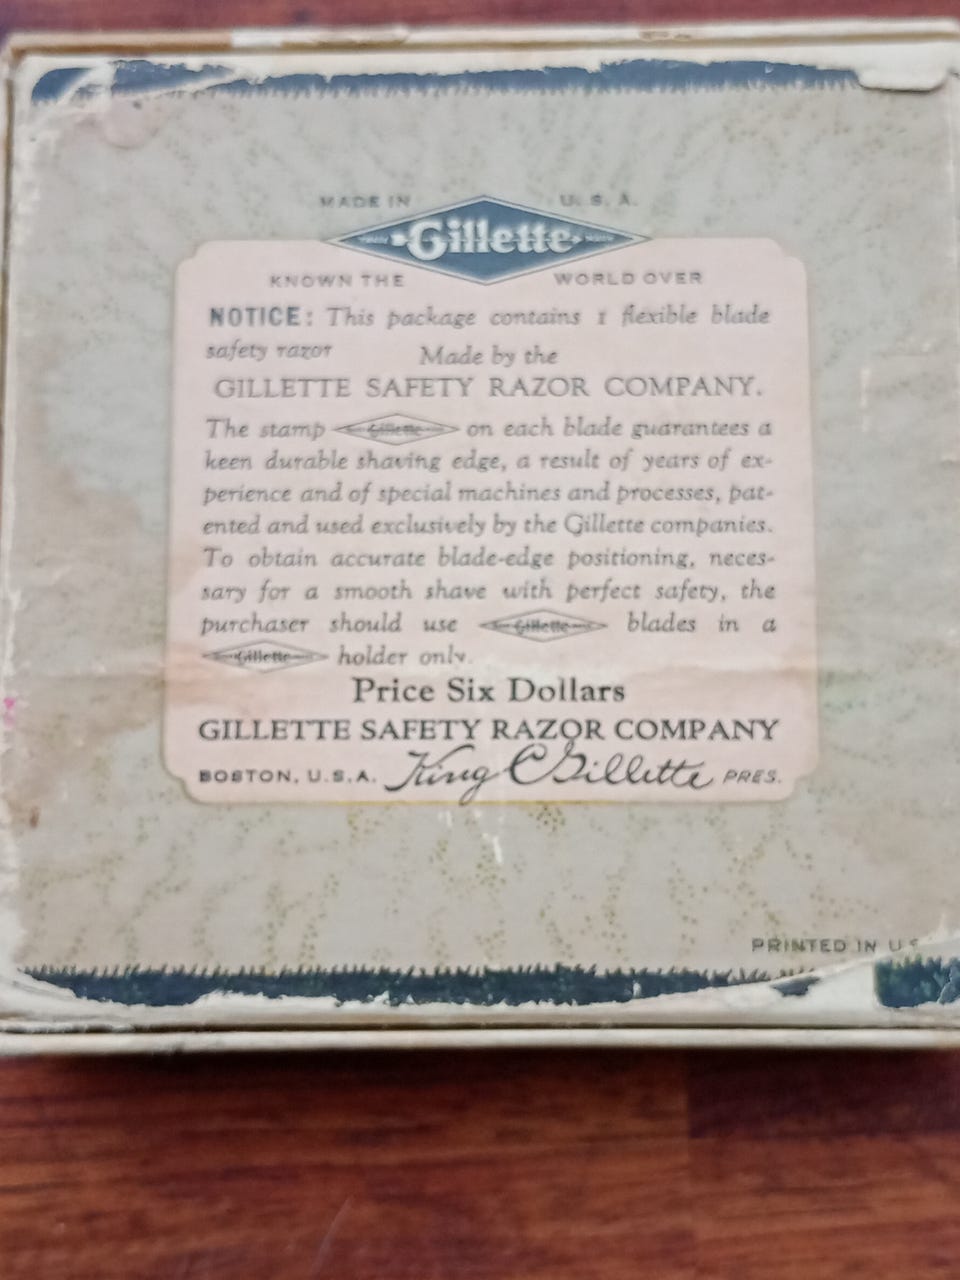 MADE IN U. S. A.
Gillette
KNOWN THE WORLD OVER
NOTICE: This package contains 1 flexible blade
safety razor Made by the
GILLETTE SAFETY RAZOR COMPANY.
The stamp Gillette on each blade guarantees a
keen durable shaving edge, a result of years of ex-
perience and of special machines and processes, pat-
ented and used exclusively by the Gillette companies.
To obtain accurate blade-edge positioning, neces-
sary for a smooth shave with perfect safety, the
purchaser should use Gillette blades in a
Gillette holder only.
Price Six Dollars
GILLETTE SAFETY RAZOR COMPANY
BOSTON, U.S.A. King C Gillette PRES.
PRINTED IN U S